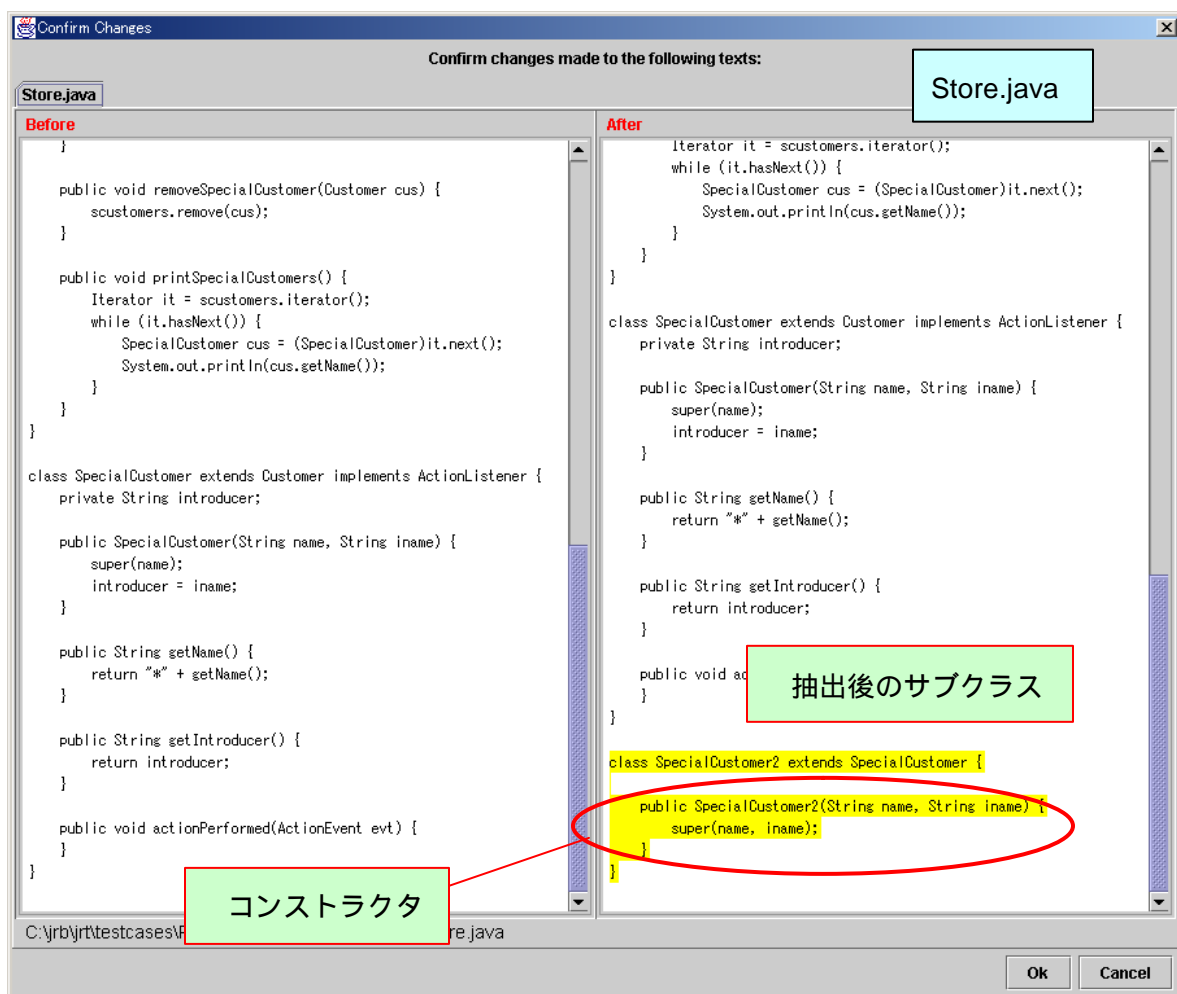 Confirm Changes
Confirm changes made to the following texts:
Store.java
Store.java
Before
}
public void removeSpecialCustomer(Customer cus) {
scustomers.remove(cus);
}
public void printSpecialCustomers() {
Iterator it = scustomers.iterator();
while (it.hasNext()) {
SpecialCustomer cus = (SpecialCustomer)it.next();
System.out.println(cus.getName());
}
}
}
class SpecialCustomer extends Customer implements ActionListener {
private String introducer;
public SpecialCustomer(String name, String iname) {
super(name);
introducer = iname;
}
public String getName() {
return "*" + getName();
}
public String getIntroducer() {
return introducer;
}
public void actionPerformed(ActionEvent evt) {
}
}
コンストラクタ
After
Iterator it = scustomers.iterator();
while (it.hasNext()) {
SpecialCustomer cus = (SpecialCustomer)it.next();
System.out.println(cus.getName());
}
}
}
class SpecialCustomer extends Customer implements ActionListener {
private String introducer;
public SpecialCustomer(String name, String iname) {
super(name);
introducer = iname;
}
public String getName() {
return "*" + getName();
}
public String getIntroducer() {
return introducer;
}
public void
抽出後のサブクラス
}
}
class SpecialCustomer2 extends SpecialCustomer {
public SpecialCustomer2(String name, String iname) {
super(name, iname);
}
}
C:\jrb\jrt\testcases\ re.java
Ok
Cancel